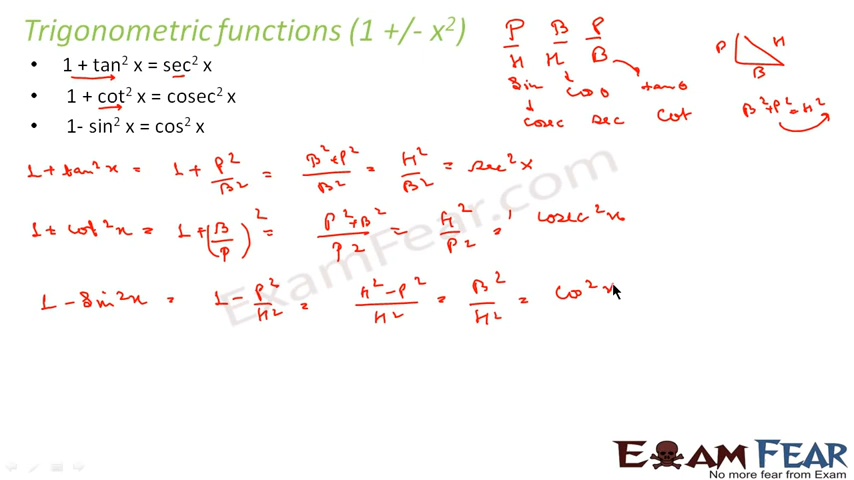 Trigonometric functions (1 +/- x²)
• 1 + tan² x = sec² x
• 1 + cot² x = cosec² x
• 1- sin² x = cos² x
P/H B/H P/B
sin cosθ tanθ
cosec sec cot
P H
B
B²+P²=H²
1+tan²x = 1 + P²/B² = B²+P²/B² = H²/B² = sec²x
1+ cot²x = 1+(B/P)² = P²+B²/P² = H²/P² = cosec²x
1 - sin²x = 1 - P²/H² = H²-P²/H² = B²/H² = cos²x
ExamFear.com
EXAM FEAR
No more fear from Exam